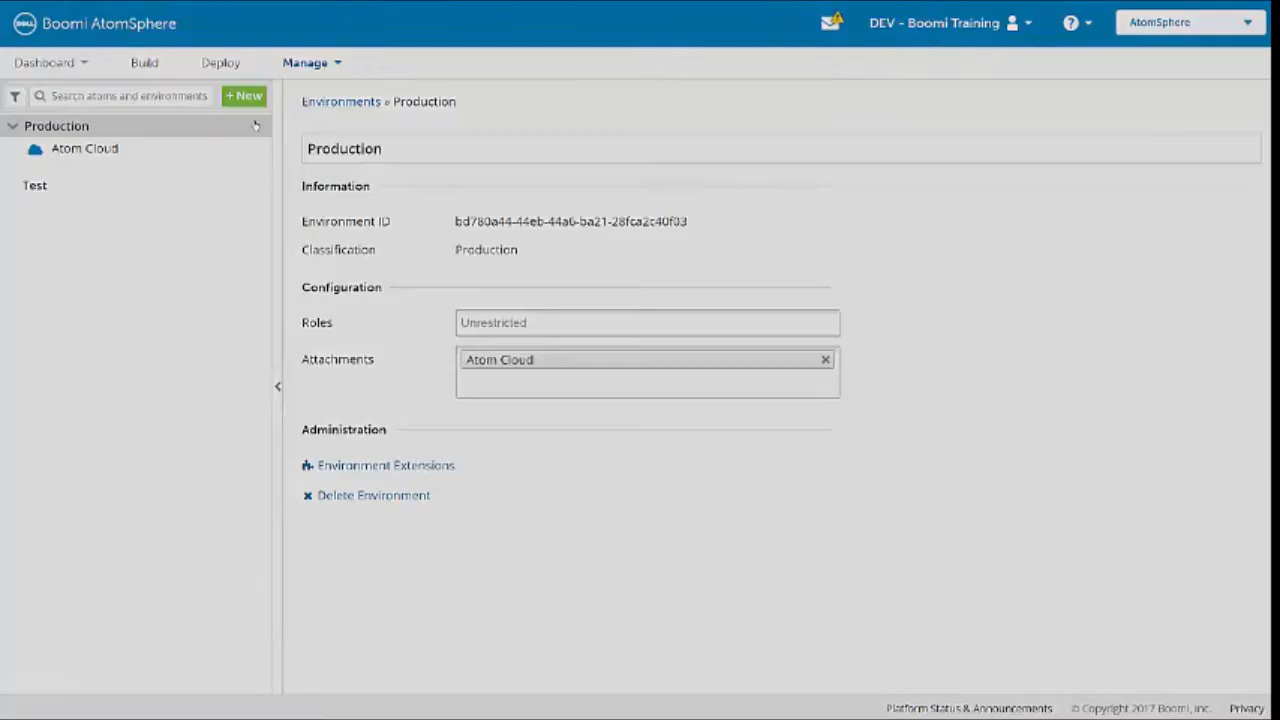 DELL Boomi AtomSphere
DEV - Boomi Training
AtomSphere
Dashboard
Build
Deploy
Manage
Search atoms and environments
+ New
Production
Atom Cloud
Test
Environments » Production
Production
Information
Environment ID bd780a44-44eb-44a6-ba21-28fca2c40f03
Classification Production
Configuration
Roles Unrestricted
Attachments Atom Cloud
Administration
Environment Extensions
Delete Environment
Platform Status & Announcements © Copyright 2017 Boomi, Inc. Privacy